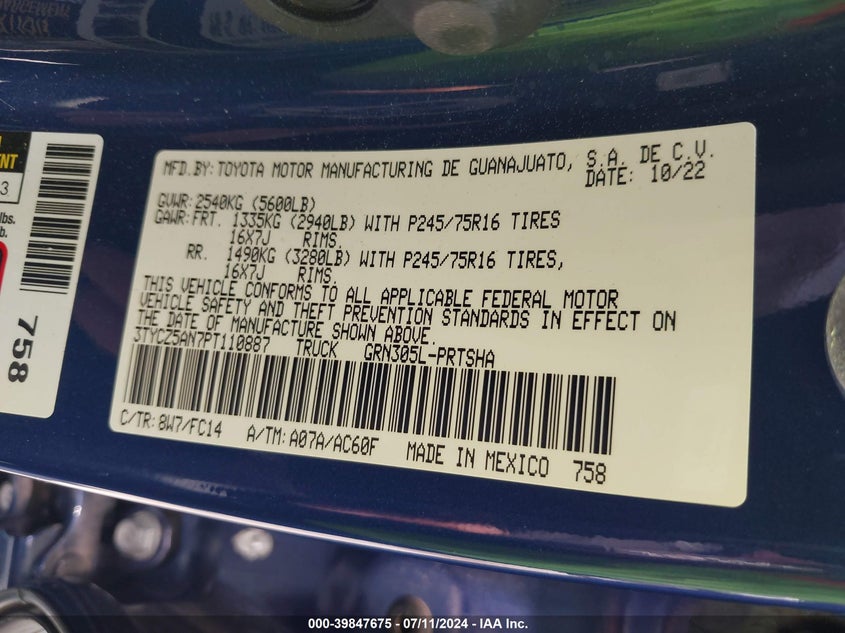 MFD.BY: TOYOTA MOTOR MANUFACTURING DE GUANAJUATO, S.A. DE C.V.
DATE: 10/22
GVWR: 2540KG (5600LB)
GAWR: FRT. 1335KG (2940LB) WITH P245/75R16 TIRES
16X7J RIMS.
RR. 1490KG (3280LB) WITH P245/75R16 TIRES,
16X7J RIMS.
THIS VEHICLE CONFORMS TO ALL APPLICABLE FEDERAL MOTOR
VEHICLE SAFETY AND THEFT PREVENTION STANDARDS IN EFFECT ON
THE DATE OF MANUFACTURE SHOWN ABOVE.
3TYCZ5AN7PT110887 TRUCK GRN305L-PRTSHA
C/TR: 8W7/FC14 A/TM: A07A/AC60F MADE IN MEXICO 758
3
lbs.
b.
758
000-39847675 - 07/11/2024 - IAA Inc.